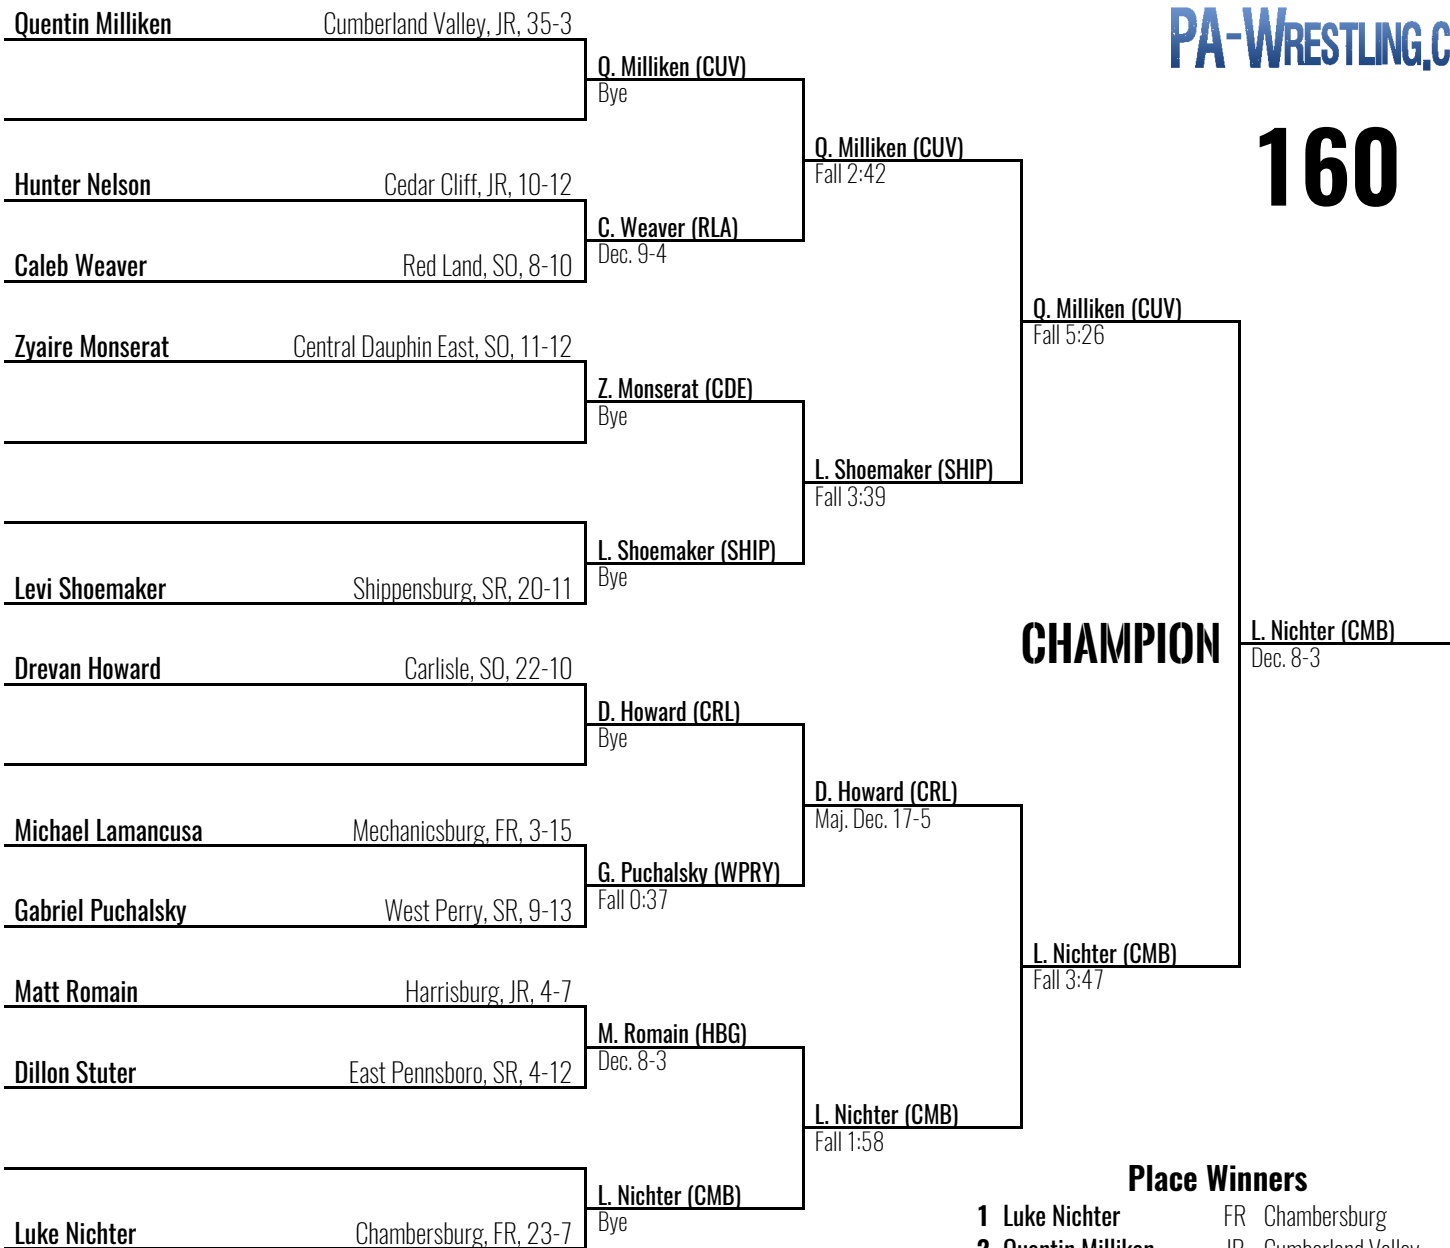 PA-WRESTLING.C
160
Quentin Milliken Cumberland Valley, JR, 35-3
Q. Milliken (CUV)
Bye
Q. Milliken (CUV)
Fall 2:42
Hunter Nelson Cedar Cliff, JR, 10-12
C. Weaver (RLA)
Dec. 9-4
Caleb Weaver Red Land, SO, 8-10
Q. Milliken (CUV)
Fall 5:26
Zyaire Monserat Central Dauphin East, SO, 11-12
Z. Monserat (CDE)
Bye
L. Shoemaker (SHIP)
Fall 3:39
L. Shoemaker (SHIP)
Bye
Levi Shoemaker Shippensburg, SR, 20-11
CHAMPION
L. Nichter (CMB)
Dec. 8-3
Drevan Howard Carlisle, SO, 22-10
D. Howard (CRL)
Bye
D. Howard (CRL)
Maj. Dec. 17-5
Michael Lamancusa Mechanicsburg, FR, 3-15
G. Puchalsky (WPRY)
Fall 0:37
Gabriel Puchalsky West Perry, SR, 9-13
L. Nichter (CMB)
Fall 3:47
Matt Romain Harrisburg, JR, 4-7
M. Romain (HBG)
Dec. 8-3
Dillon Stuter East Pennsboro, SR, 4-12
L. Nichter (CMB)
Fall 1:58
L. Nichter (CMB)
Bye
Luke Nichter Chambersburg, FR, 23-7
Place Winners
1 Luke Nichter FR Chambersburg
2 Quentin Milliken JR Cumberland Valley